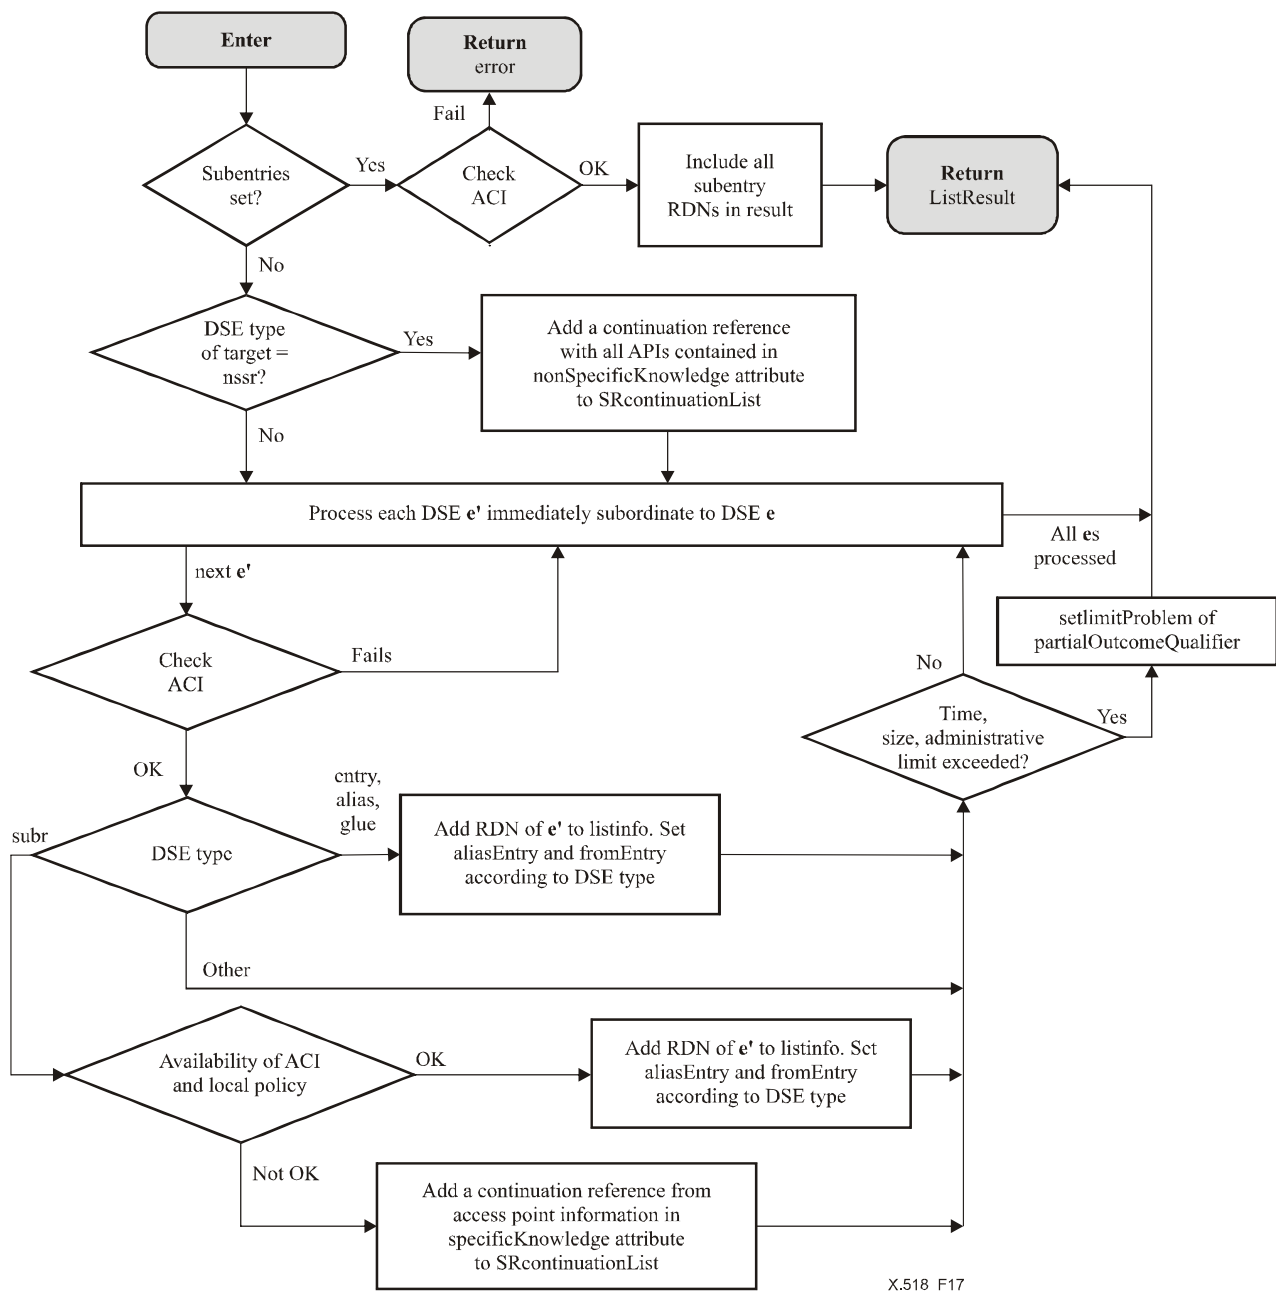 Enter
Return
error
Fail
Subentries
set?
Yes
Check
ACI
OK
Include all
subentry
RDNs in result
Return
ListResult
No
DSE type
of target =
nssr?
Yes
Add a continuation reference
with all APIs contained in
nonSpecificKnowledge attribute
to SRcontinuationList
No
Process each DSE e' immediately subordinate to DSE e
All es
processed
next e'
Check
ACI
Fails
setlimitProblem of
partialOutcomeQualifier
No
Time,
size, administrative
limit exceeded?
Yes
OK
entry,
alias,
glue
subr
DSE type
Add RDN of e' to listinfo. Set
aliasEntry and fromEntry
according to DSE type
Other
Availability of ACI
and local policy
OK
Add RDN of e' to listinfo. Set
aliasEntry and fromEntry
according to DSE type
Not OK
Add a continuation reference from
access point information in
specificKnowledge attribute
to SRcontinuationList
X.518_F17